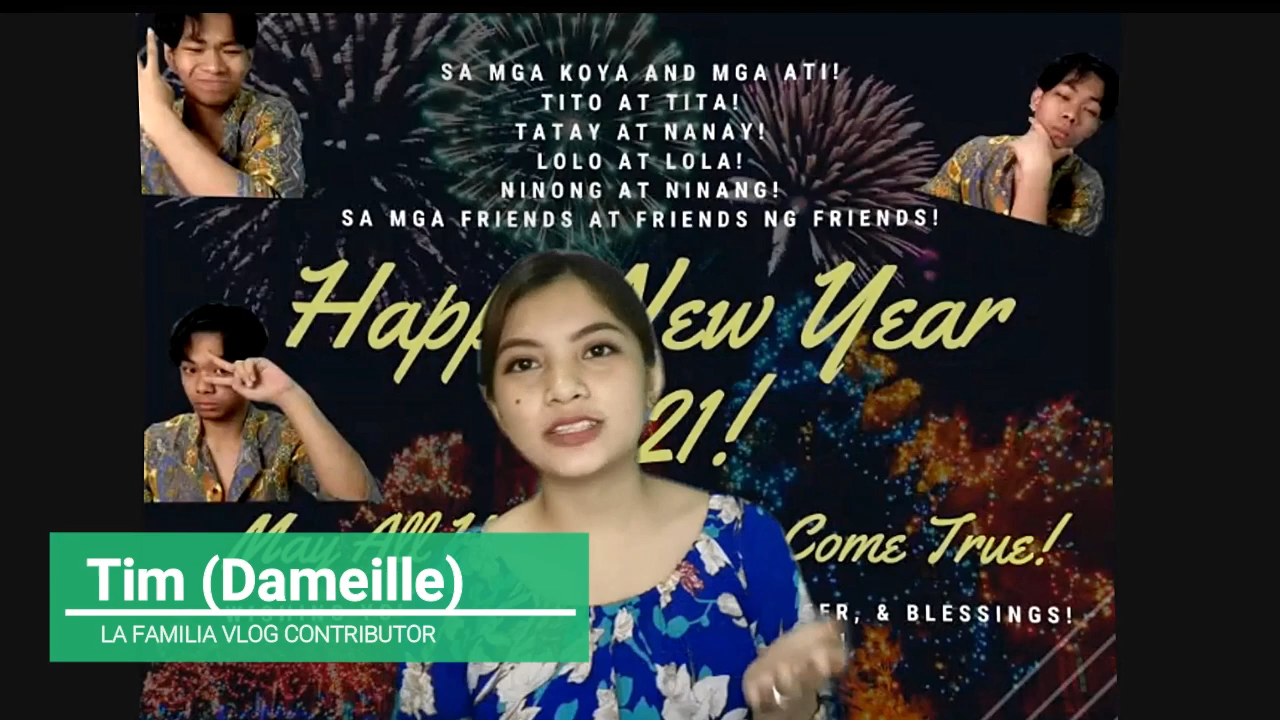 SA MGA KOYA AND MGA ATI!
TITO AT TITA!
TATAY AT NANAY!
LOLO AT LOLA!
NINONG AT NINANG!
SA MGA FRIENDS AT FRIENDS NG FRIENDS!
Happ New Year
21!
May All Come True!
& BLESSINGS!
Tim (Dameille)
LA FAMILIA VLOG CONTRIBUTOR